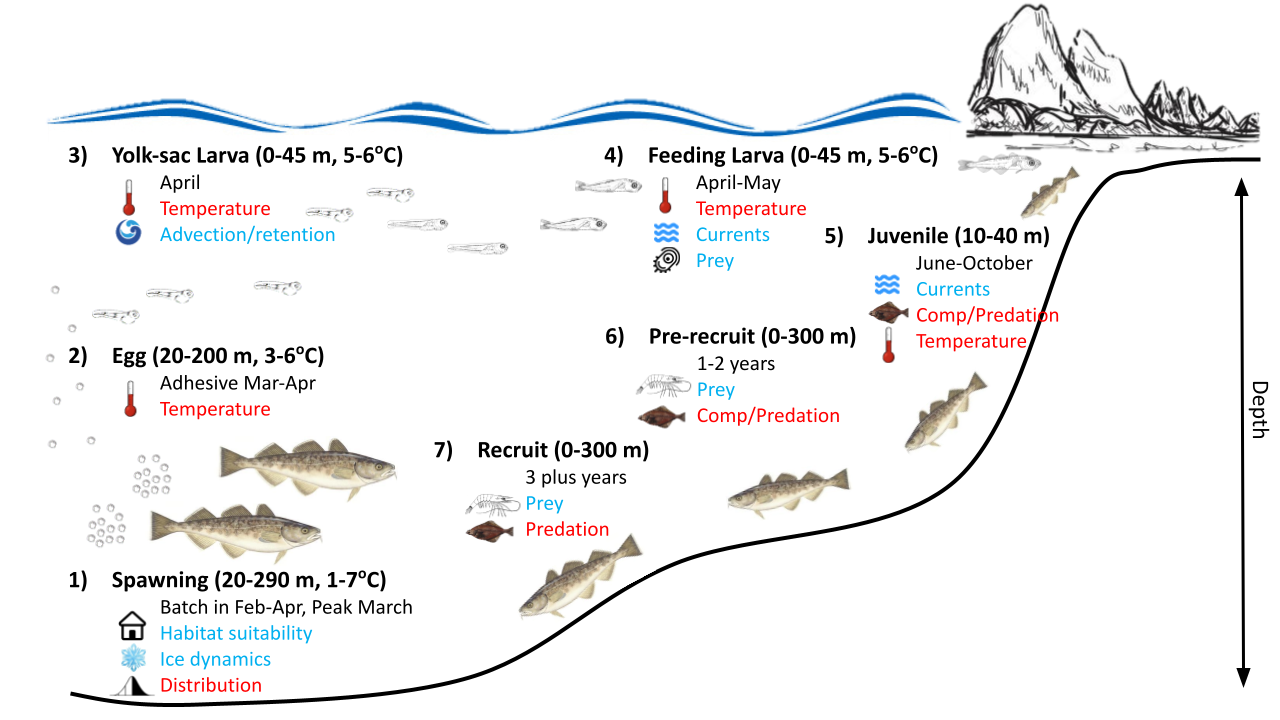 3) Yolk-sac Larva (0-45 m, 5-6°C)
April
Temperature
Advection/retention
4) Feeding Larva (0-45 m, 5-6°C)
April-May
Temperature
Currents
Prey
5) Juvenile (10-40 m)
June-October
Currents
Comp/Predation
Temperature
2) Egg (20-200 m, 3-6°C)
Adhesive Mar-Apr
Temperature
6) Pre-recruit (0-300 m)
1-2 years
Prey
Comp/Predation
7) Recruit (0-300 m)
3 plus years
Prey
Predation
1) Spawning (20-290 m, 1-7°C)
Batch in Feb-Apr, Peak March
Habitat suitability
Ice dynamics
Distribution
Depth